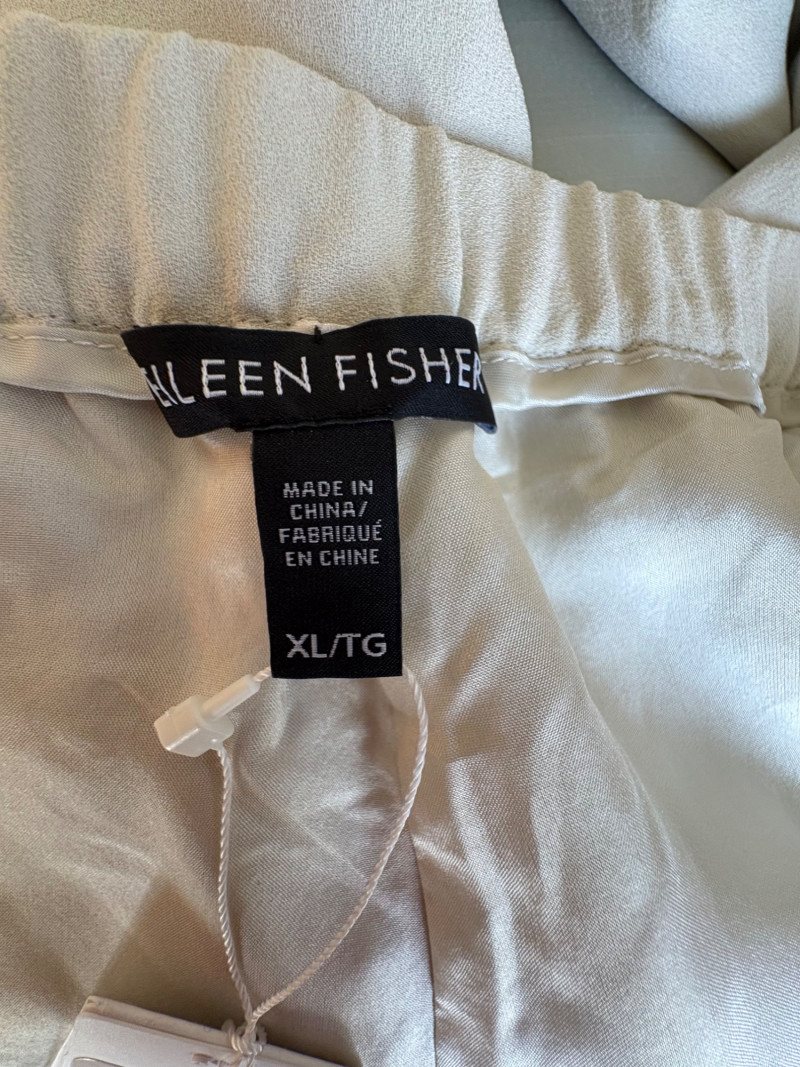 EILEEN FISHER
MADE IN
CHINA/
FABRIQUÉ
EN CHINE
XL/TG